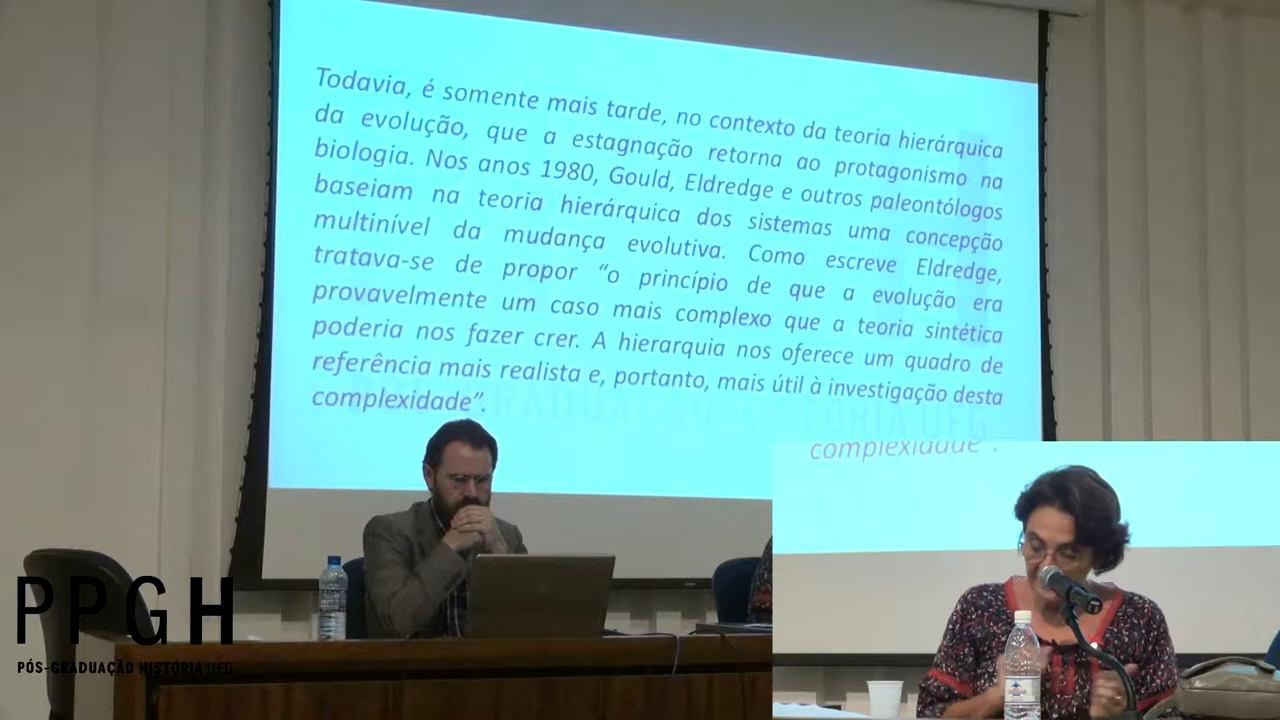 Todavia, é somente mais tarde, no contexto da teoria hierárquica
da evolução, que a estagnação retorna ao protagonismo na
biologia. Nos anos 1980, Gould, Eldredge e outros paleontólogos
baseiam na teoria hierárquica dos sistemas uma concepção
multinível da mudança evolutiva. Como escreve Eldredge,
tratava-se de propor “o princípio de que a evolução era
provavelmente um caso mais complexo que a teoria sintética
poderia nos fazer crer. A hierarquia nos oferece um quadro de
referência mais realista e, portanto, mais útil à investigação desta
complexidade”.
PÓS-GRADUAÇÃO HISTÓRIA UFG
complexidade”.
PPGH
PÓS-GRADUAÇÃO HISTÓRIA UFG